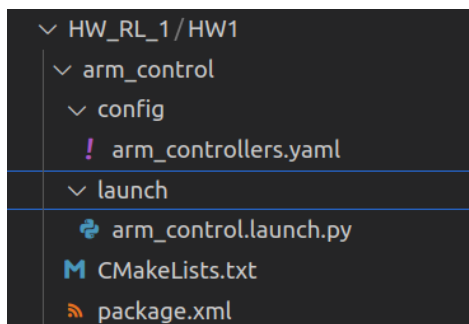 HW_RL_1 / HW1
arm_control
config
! arm_controllers.yaml
launch
arm_control.launch.py
M CMakeLists.txt
package.xml